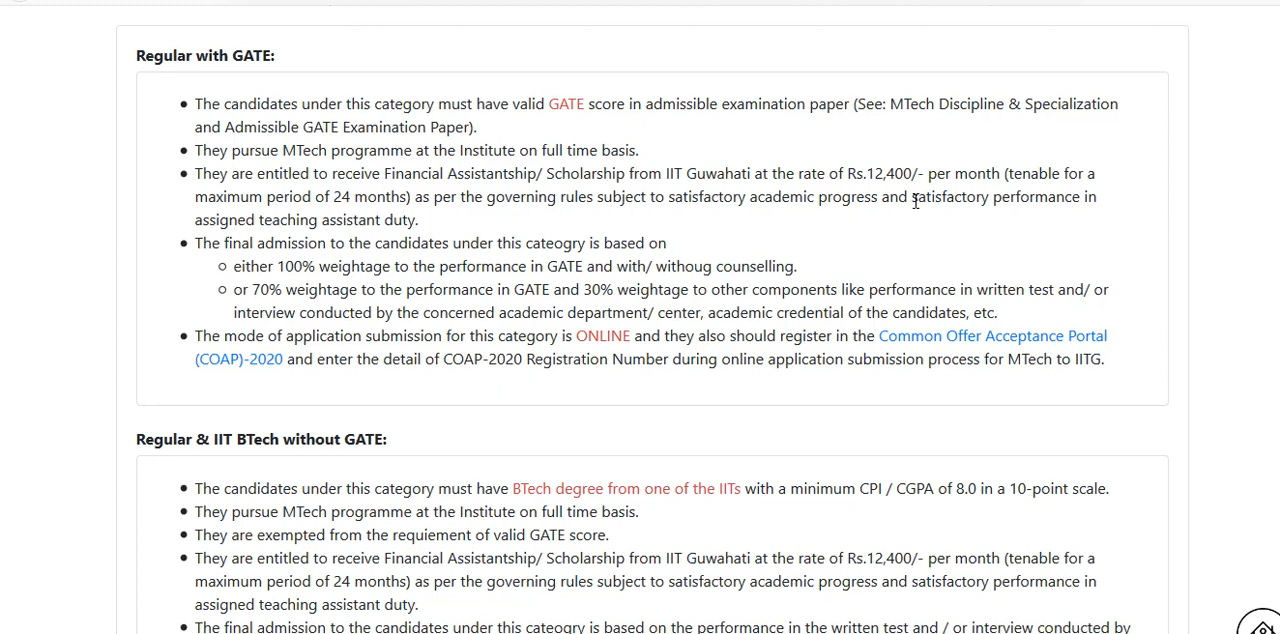 Regular with GATE:
● The candidates under this category must have valid GATE score in admissible examination paper (See: MTech Discipline & Specialization
and Admissible GATE Examination Paper).
● They pursue MTech programme at the Institute on full time basis.
● They are entitled to receive Financial Assistantship/ Scholarship from IIT Guwahati at the rate of Rs.12,400/- per month (tenable for a
maximum period of 24 months) as per the governing rules subject to satisfactory academic progress and satisfactory performance in
assigned teaching assistant duty.
● The final admission to the candidates under this cateogry is based on
○ either 100% weightage to the performance in GATE and with/ withoug counselling.
○ or 70% weightage to the performance in GATE and 30% weightage to other components like performance in written test and/ or
interview conducted by the concerned academic department/ center, academic credential of the candidates, etc.
● The mode of application submission for this category is ONLINE and they also should register in the Common Offer Acceptance Portal
(COAP)-2020 and enter the detail of COAP-2020 Registration Number during online application submission process for MTech to IITG.
Regular & IIT BTech without GATE:
● The candidates under this category must have BTech degree from one of the IITs with a minimum CPI / CGPA of 8.0 in a 10-point scale.
● They pursue MTech programme at the Institute on full time basis.
● They are exempted from the requiement of valid GATE score.
● They are entitled to receive Financial Assistantship/ Scholarship from IIT Guwahati at the rate of Rs.12,400/- per month (tenable for a
maximum period of 24 months) as per the governing rules subject to satisfactory academic progress and satisfactory performance in
assigned teaching assistant duty.
● The final admission to the candidates under this cateogry is based on the performance in the written test and / or interview conducted by